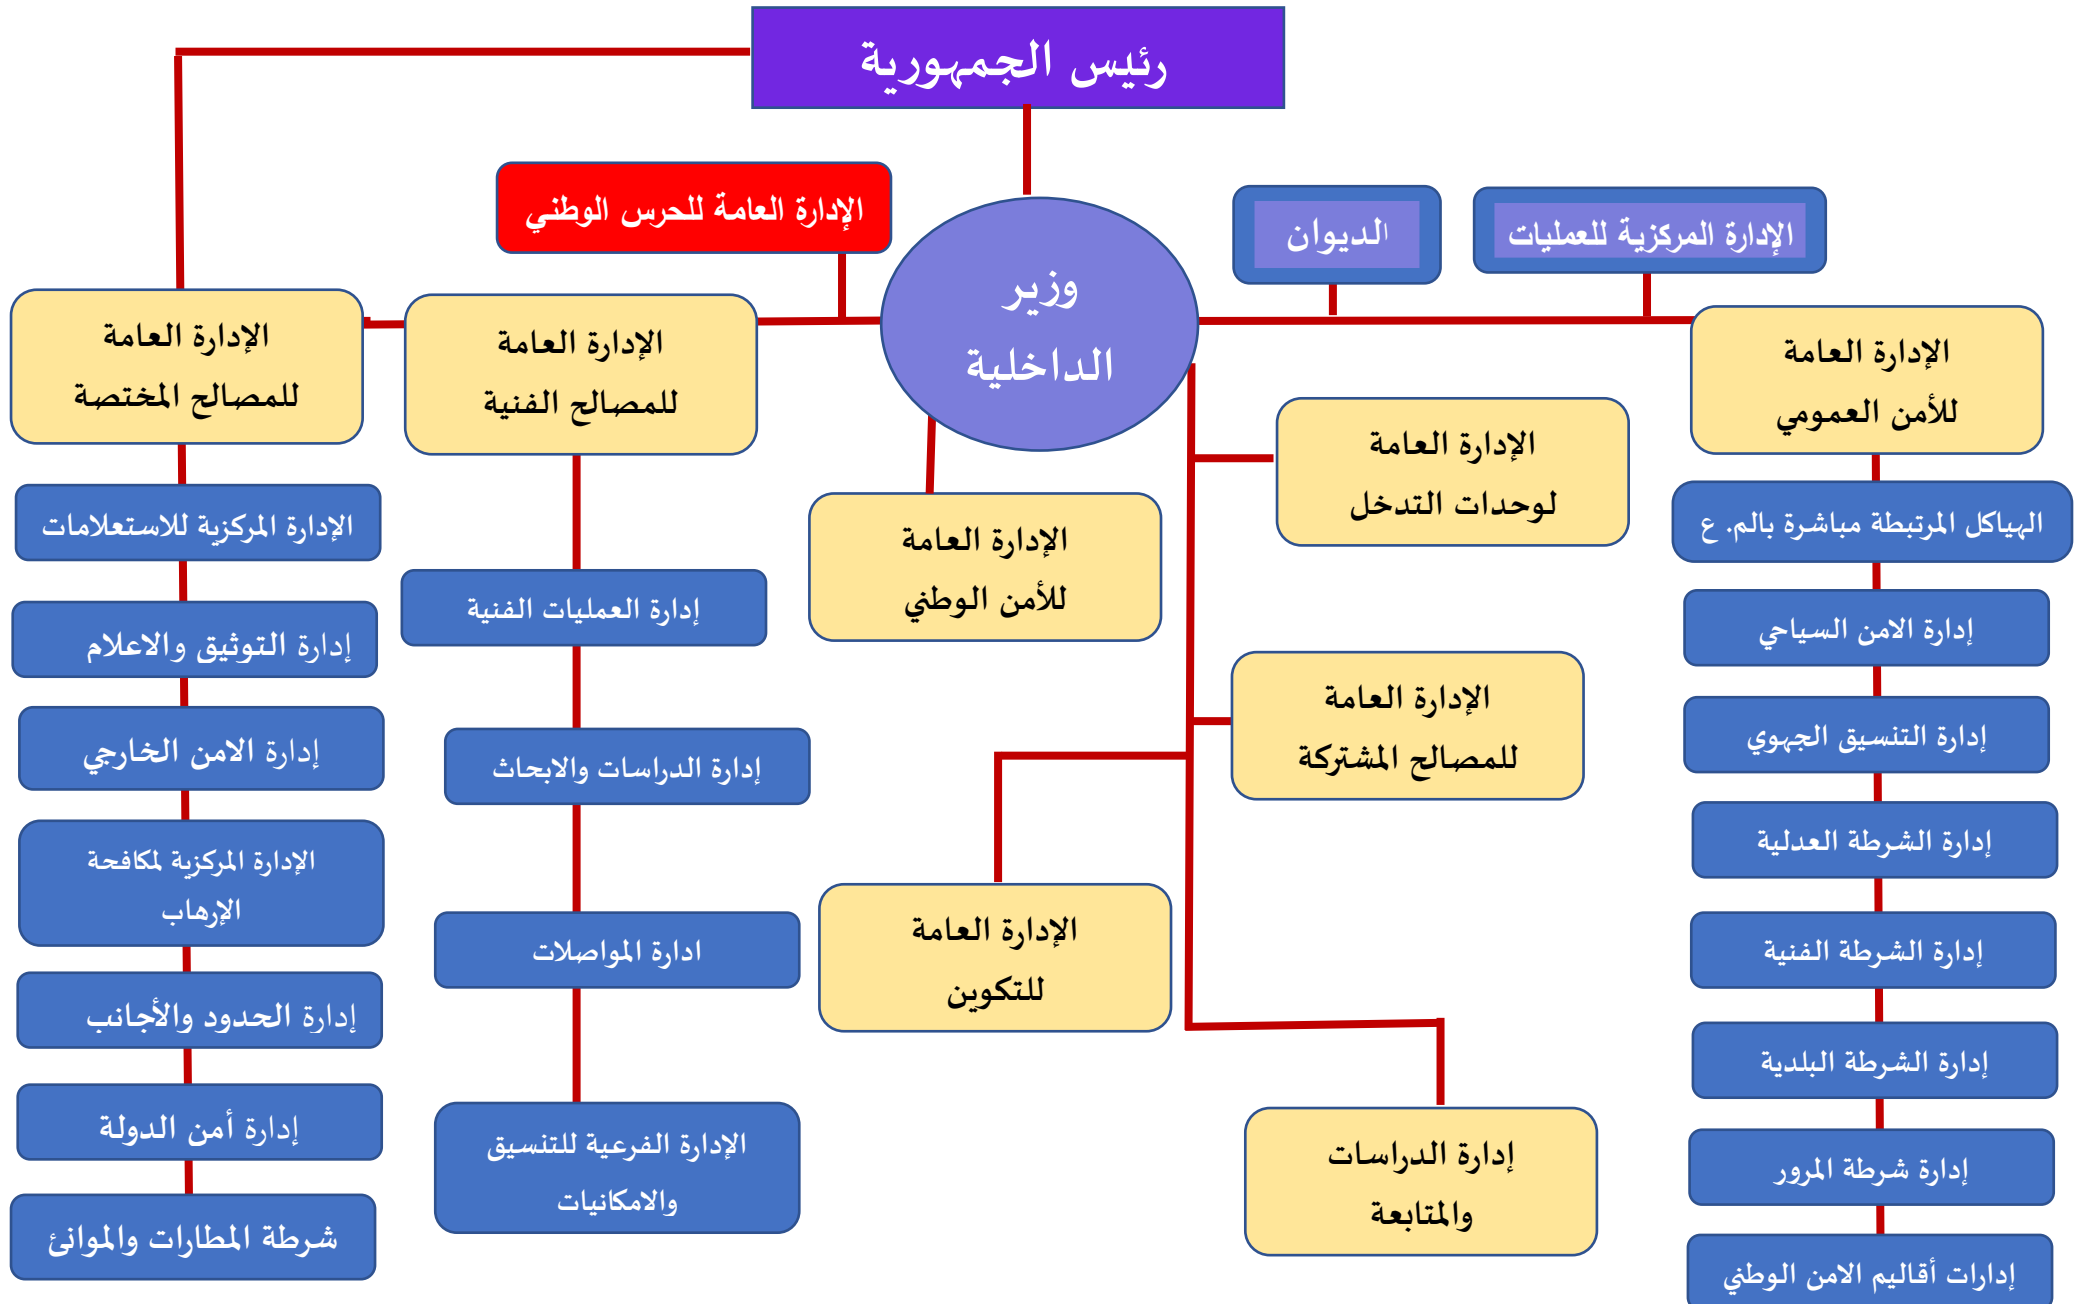 رئيس الجمهورية
الإدارة المركزية للعمليات
الديوان
الإدارة العامة للحرس الوطني
وزير
الداخلية
الإدارة العامة
للأمن العمومي
الهياكل المرتبطة مباشرة بالم. ع
إدارة الامن السياحي
إدارة التنسيق الجهوي
إدارة الشرطة العدلية
إدارة الشرطة الفنية
إدارة الشرطة البلدية
إدارة شرطة المرور
إدارات أقاليم الامن الوطني
الإدارة العامة
لوحدات التدخل
الإدارة العامة
للمصالح المشتركة
إدارة الدراسات
والمتابعة
الإدارة العامة
للأمن الوطني
الإدارة العامة
للتكوين
الإدارة العامة
للمصالح الفنية
إدارة العمليات الفنية
إدارة الدراسات والابحاث
ادارة المواصلات
الإدارة الفرعية للتنسيق
والامكانيات
الإدارة العامة
للمصالح المختصة
الإدارة المركزية للاستعلامات
إدارة التوثيق والاعلام
إدارة الامن الخارجي
الإدارة المركزية لمكافحة
الإرهاب
إدارة الحدود والأجانب
إدارة أمن الدولة
شرطة المطارات والموانئ